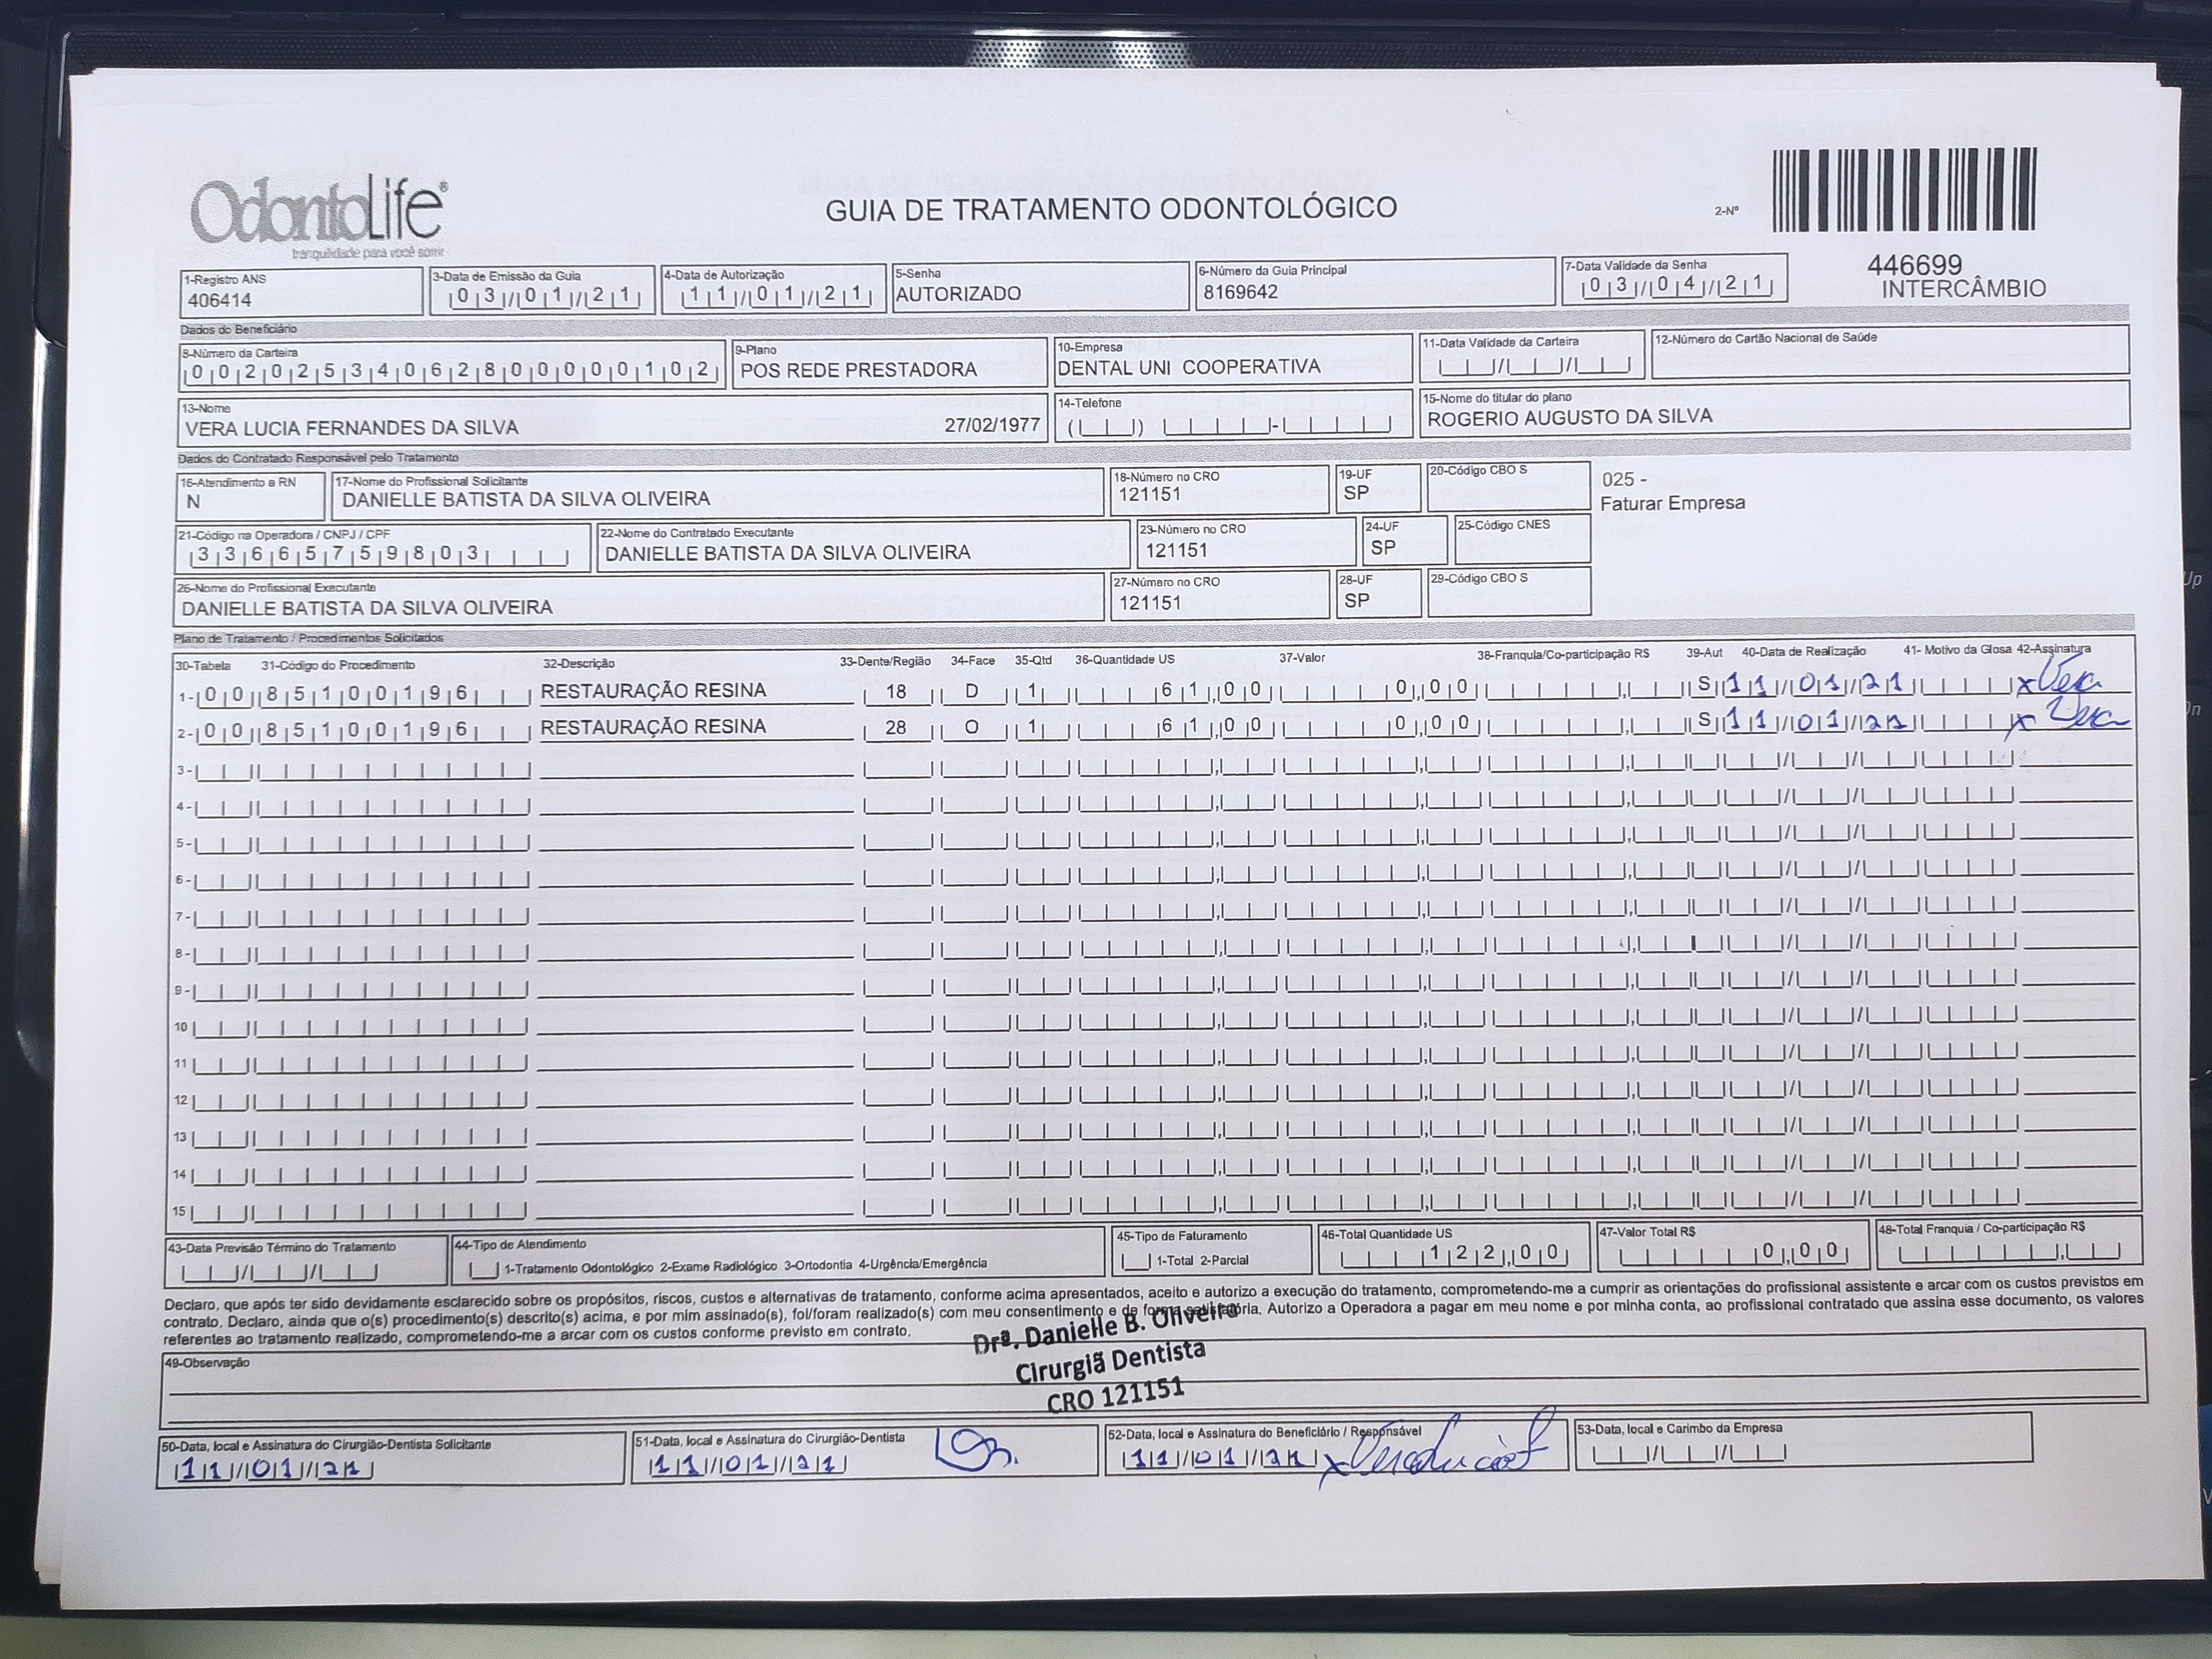 OdontoLife®
tranquilidade para você sorrir
GUIA DE TRATAMENTO ODONTOLÓGICO
2-Nº
446699
INTERCÂMBIO
1-Registro ANS
406414
3-Data de Emissão da Guia
03/01/21
4-Data de Autorização
11/01/21
5-Senha
AUTORIZADO
6-Número da Guia Principal
8169642
7-Data Validade da Senha
03/04/21
Dados do Beneficiário
8-Número da Carteira
00202534062800000102
9-Plano
POS REDE PRESTADORA
10-Empresa
DENTAL UNI COOPERATIVA
11-Data Validade da Carteira
12-Número do Cartão Nacional de Saúde
13-Nome
VERA LUCIA FERNANDES DA SILVA 27/02/1977
14-Telefone
15-Nome do titular do plano
ROGERIO AUGUSTO DA SILVA
Dados do Contratado Responsável pelo Tratamento
16-Atendimento a RN
N
17-Nome do Profissional Solicitante
DANIELLE BATISTA DA SILVA OLIVEIRA
18-Número no CRO
121151
19-UF
SP
20-Código CBO S
025 -
Faturar Empresa
21-Código na Operadora / CNPJ / CPF
33665759803
22-Nome do Contratado Executante
DANIELLE BATISTA DA SILVA OLIVEIRA
23-Número no CRO
121151
24-UF
SP
25-Código CNES
26-Nome do Profissional Executante
DANIELLE BATISTA DA SILVA OLIVEIRA
27-Número no CRO
121151
28-UF
SP
29-Código CBO S
Plano de Tratamento / Procedimentos Solicitados
30-Tabela 31-Código do Procedimento 32-Descrição 33-Dente/Região 34-Face 35-Qtd 36-Quantidade US 37-Valor 38-Franquia/Co-participação R$ 39-Aut 40-Data de Realização 41- Motivo da Glosa 42-Assinatura
1- 00 85100196 RESTAURAÇÃO RESINA 18 D 1 61,00 0,00 S 11/01/21 x Vera
2- 00 85100196 RESTAURAÇÃO RESINA 28 O 1 61,00 0,00 S 11/01/21 x Vera
3-
4-
5-
6-
7-
8-
9-
10
11
12
13
14
15
43-Data Previsão Término do Tratamento
44-Tipo de Atendimento
1-Tratamento Odontológico 2-Exame Radiológico 3-Ortodontia 4-Urgência/Emergência
45-Tipo de Faturamento
1-Total 2-Parcial
46-Total Quantidade US
122,00
47-Valor Total R$
0,00
48-Total Franquia / Co-participação R$
Declaro, que após ter sido devidamente esclarecido sobre os propósitos, riscos, custos e alternativas de tratamento, conforme acima apresentados, aceito e autorizo a execução do tratamento, comprometendo-me a cumprir as orientações do profissional assistente e arcar com os custos previstos em
contrato. Declaro, ainda que o(s) procedimento(s) descrito(s) acima, e por mim assinado(s), foi/foram realizado(s) com meu consentimento e de forma satisfatória. Autorizo a Operadora a pagar em meu nome e por minha conta, ao profissional contratado que assina esse documento, os valores
referentes ao tratamento realizado, comprometendo-me a arcar com os custos conforme previsto em contrato.
Drª. Danielle B. Oliveira
Cirurgiã Dentista
CRO 121151
49-Observação
50-Data, local e Assinatura do Cirurgião-Dentista Solicitante
11/01/21
51-Data, local e Assinatura do Cirurgião-Dentista
11/01/21
52-Data, local e Assinatura do Beneficiário / Responsável
11/01/21
53-Data, local e Carimbo da Empresa